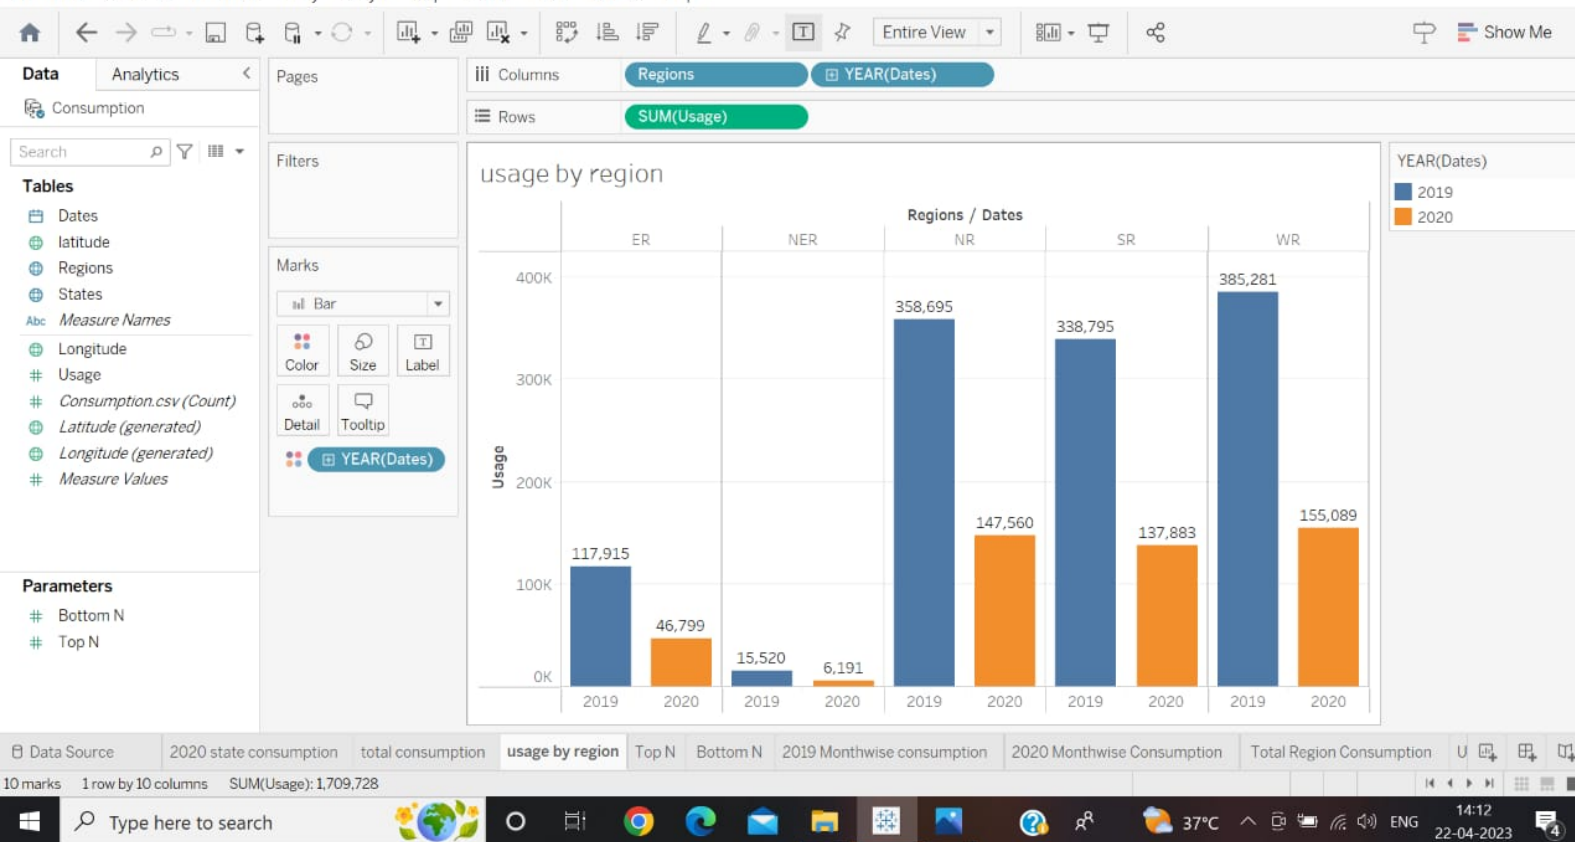 Entire View
Show Me
Data
Analytics
Pages
Columns
Regions
YEAR(Dates)
Consumption
Rows
SUM(Usage)
Search
Filters
usage by region
YEAR(Dates)
2019
2020
Tables
Dates
latitude
Regions
States
Abc Measure Names
Longitude
Usage
Consumption.csv (Count)
Latitude (generated)
Longitude (generated)
Measure Values
Marks
Bar
Color
Size
Label
Detail
Tooltip
YEAR(Dates)
Regions / Dates
ER NER NR SR WR
400K
300K
200K
100K
0K
Usage
117,915
46,799
15,520
6,191
358,695
147,560
338,795
137,883
385,281
155,089
2019 2020 2019 2020 2019 2020 2019 2020 2019 2020
Parameters
Bottom N
Top N
Data Source
2020 state consumption
total consumption
usage by region
Top N
Bottom N
2019 Monthwise consumption
2020 Monthwise Consumption
Total Region Consumption
U
10 marks 1 row by 10 columns SUM(Usage): 1,709,728
Type here to search
37°C
ENG
14:12
22-04-2023
4